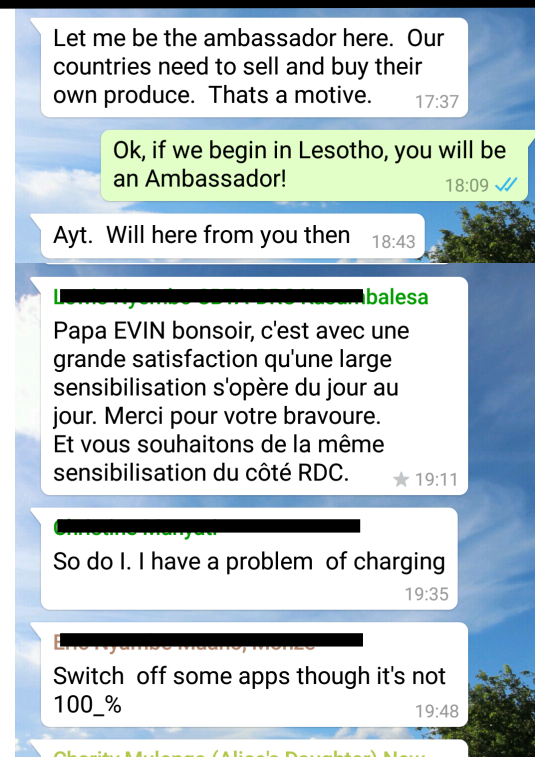 Let me be the ambassador here. Our
countries need to sell and buy their
own produce. Thats a motive.
17:37
Ok, if we begin in Lesotho, you will be
an Ambassador!
18:09
Ayt. Will here from you then
18:43
balesa
Papa EVIN bonsoir, c'est avec une
grande satisfaction qu'une large
sensibilisation s'opère du jour au
jour. Merci pour votre bravoure.
Et vous souhaitons de la même
sensibilisation du côté RDC.
19:11
So do I. I have a problem of charging
19:35
Switch off some apps though it's not
100_%
19:48